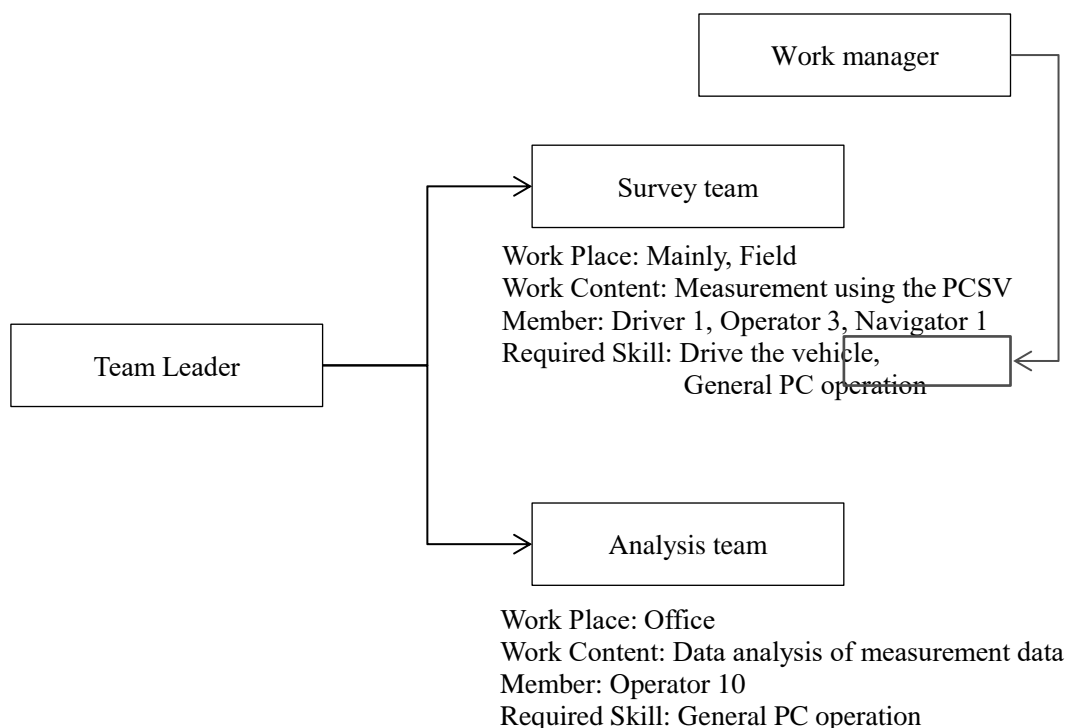 Work manager
Survey team
Work Place: Mainly, Field
Work Content: Measurement using the PCSV
Member: Driver 1, Operator 3, Navigator 1
Required Skill: Drive the vehicle,
General PC operation
Team Leader
Analysis team
Work Place: Office
Work Content: Data analysis of measurement data
Member: Operator 10
Required Skill: General PC operation